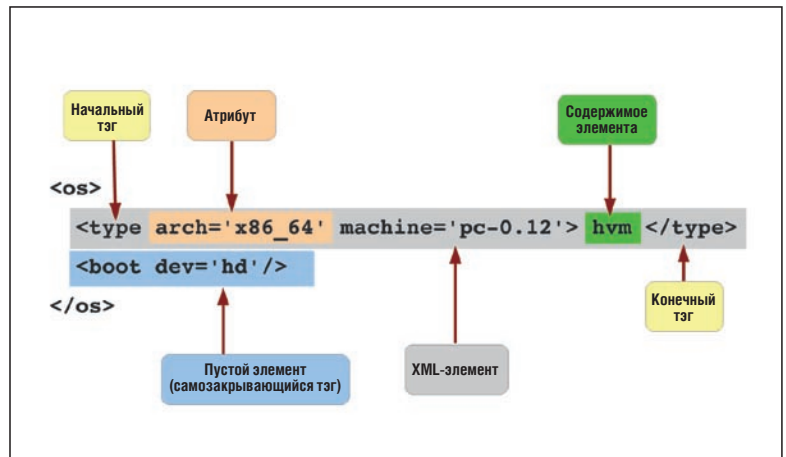 Начальный
тэг
Атрибут
Содержимое
элемента
<os>
<type arch='x86_64' machine='pc-0.12'> hvm </type>
<boot dev='hd'/>
</os>
Пустой элемент
(самозакрывающийся тэг)
XML-элемент
Конечный
тэг